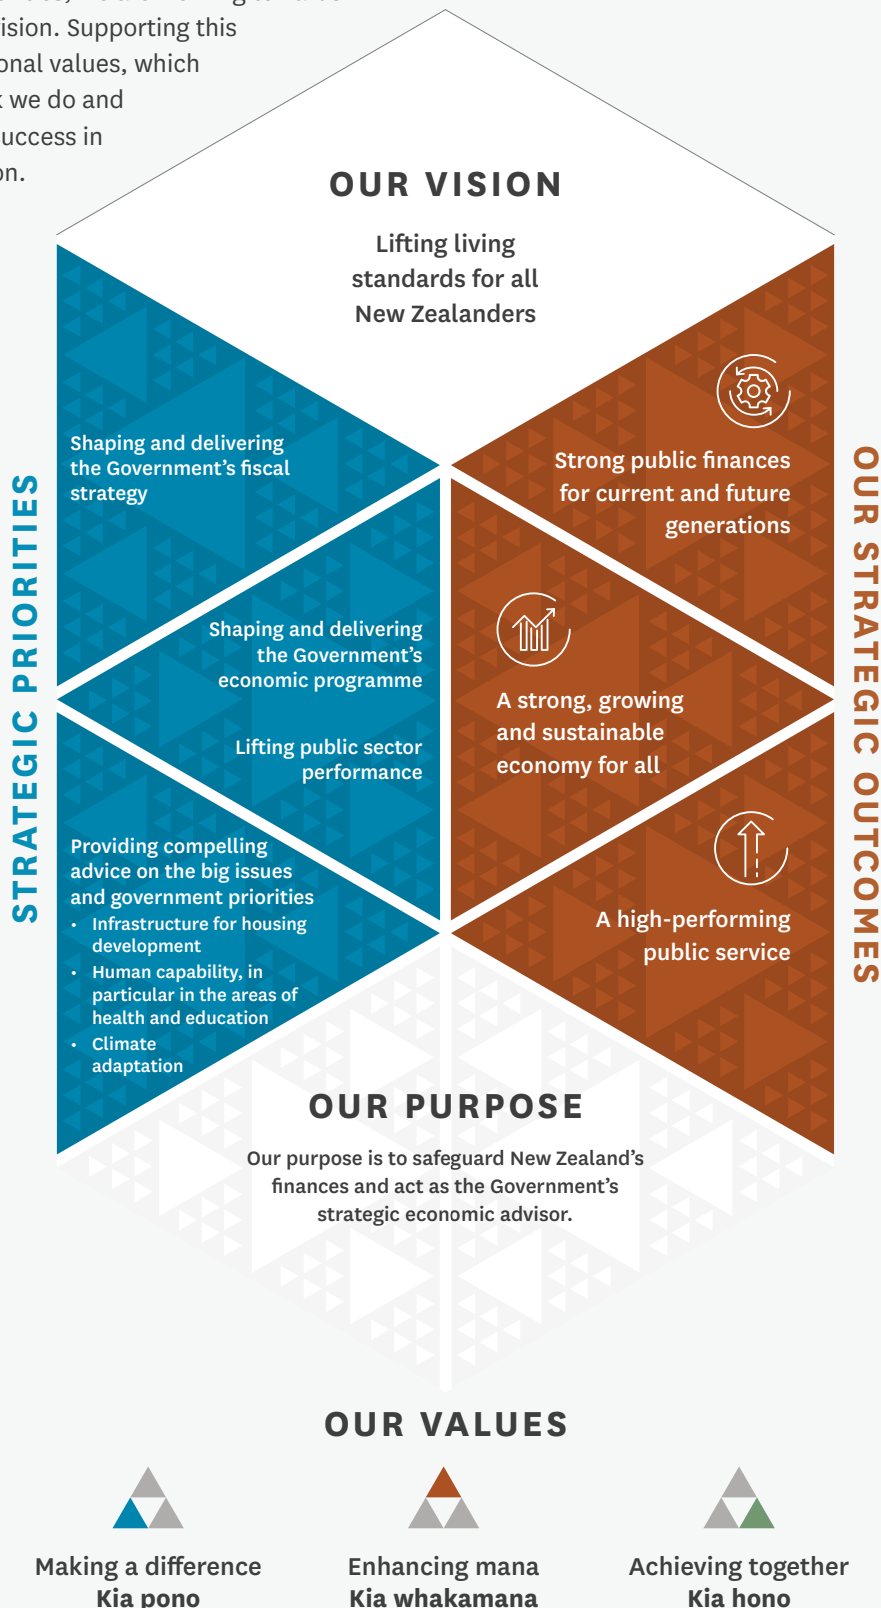 vision. Supporting this
onal values, which
k we do and
success in
on.
OUR VISION
Lifting living
standards for all
New Zealanders
STRATEGIC PRIORITIES
Shaping and delivering
the Government's fiscal
strategy
Shaping and delivering
the Government's
economic programme
Lifting public sector
performance
Providing compelling
advice on the big issues
and government priorities
• Infrastructure for housing
development
• Human capability, in
particular in the areas of
health and education
• Climate
adaptation
OUR STRATEGIC OUTCOMES
Strong public finances
for current and future
generations
A strong, growing
and sustainable
economy for all
A high-performing
public service
OUR PURPOSE
Our purpose is to safeguard New Zealand's
finances and act as the Government's
strategic economic advisor.
OUR VALUES
Making a difference
Kia pono
Enhancing mana
Kia whakamana
Achieving together
Kia hono